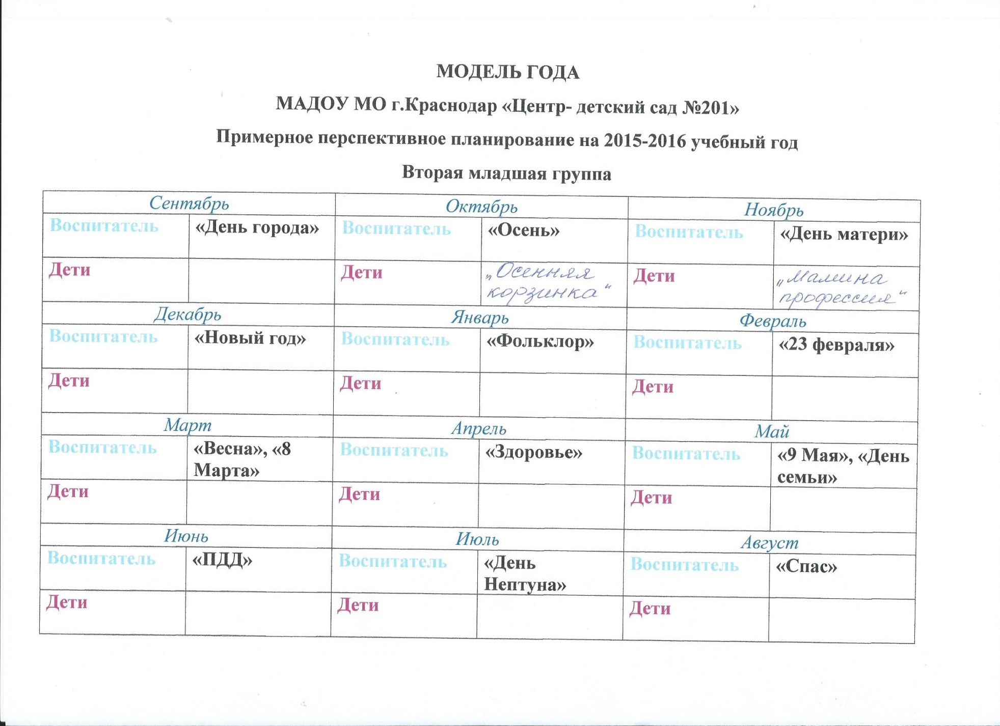 МОДЕЛЬ ГОДА
МАДОУ МО г.Краснодар «Центр- детский сад №201»
Примерное перспективное планирование на 2015-2016 учебный год
Вторая младшая группа
Сентябрь Октябрь Ноябрь
Воспитатель «День города» Воспитатель «Осень» Воспитатель «День матери»
Дети Дети „Осенняя Дети „Мамина
корзинка“ профессия“
Декабрь Январь Февраль
Воспитатель «Новый год» Воспитатель «Фольклор» Воспитатель «23 февраля»
Дети Дети Дети
Март Апрель Май
Воспитатель «Весна», «8 Воспитатель «Здоровье» Воспитатель «9 Мая», «День
Марта» семьи»
Дети Дети Дети
Июнь Июль Август
Воспитатель «ПДД» Воспитатель «День Воспитатель «Спас»
Нептуна»
Дети Дети Дети